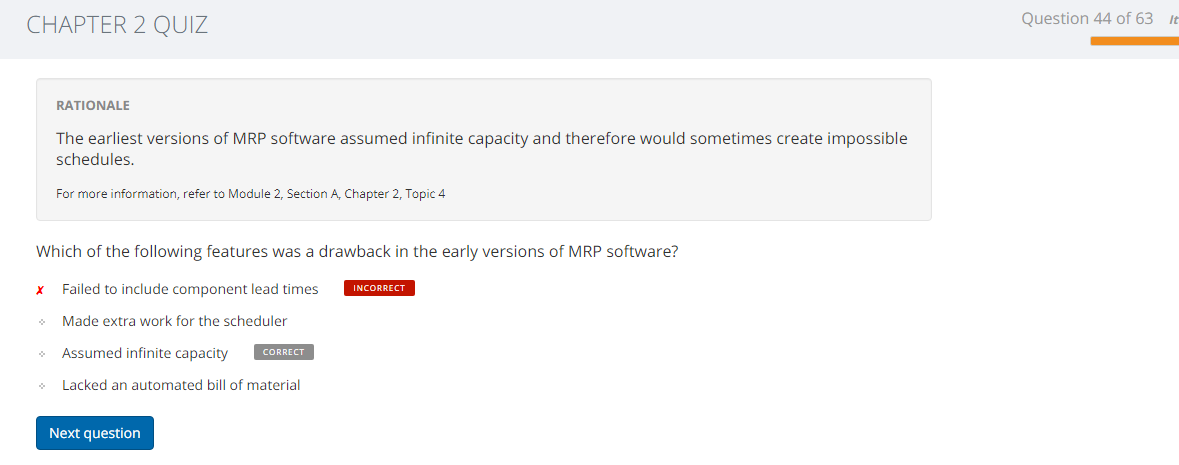 CHAPTER 2 QUIZ
Question 44 of 63 It
RATIONALE
The earliest versions of MRP software assumed infinite capacity and therefore would sometimes create impossible
schedules.
For more information, refer to Module 2, Section A, Chapter 2, Topic 4
Which of the following features was a drawback in the early versions of MRP software?
✗ Failed to include component lead times INCORRECT
Made extra work for the scheduler
Assumed infinite capacity CORRECT
Lacked an automated bill of material
Next question